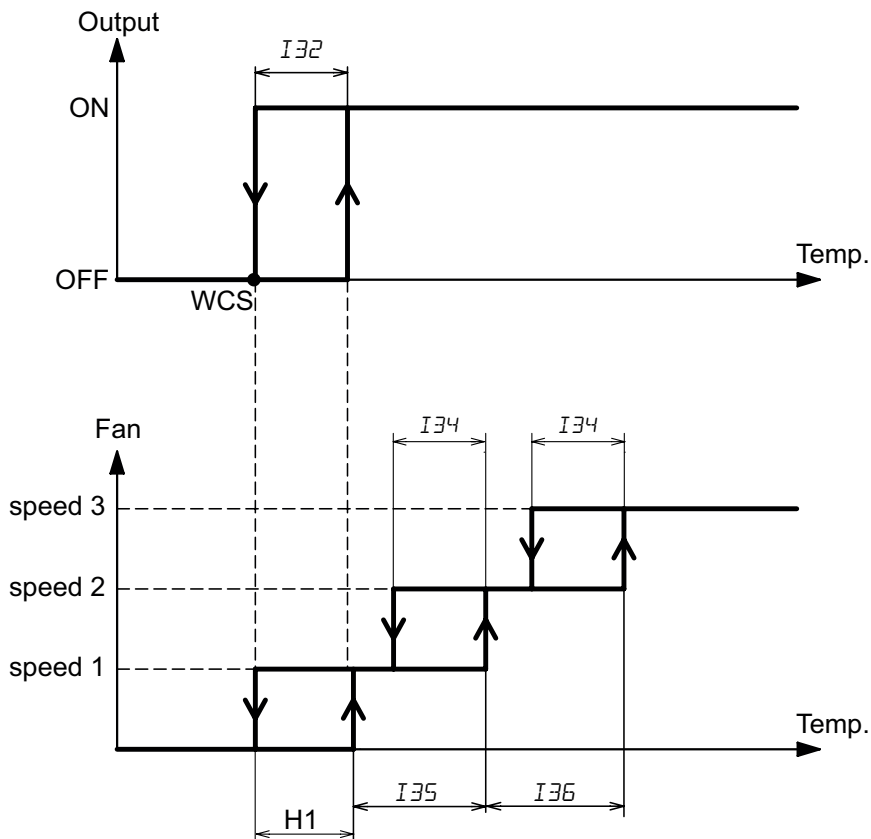 Output
I32
ON
Temp.
OFF
WCS
I34 I34
Fan
speed 3
speed 2
speed 1
Temp.
I35 I36
H1